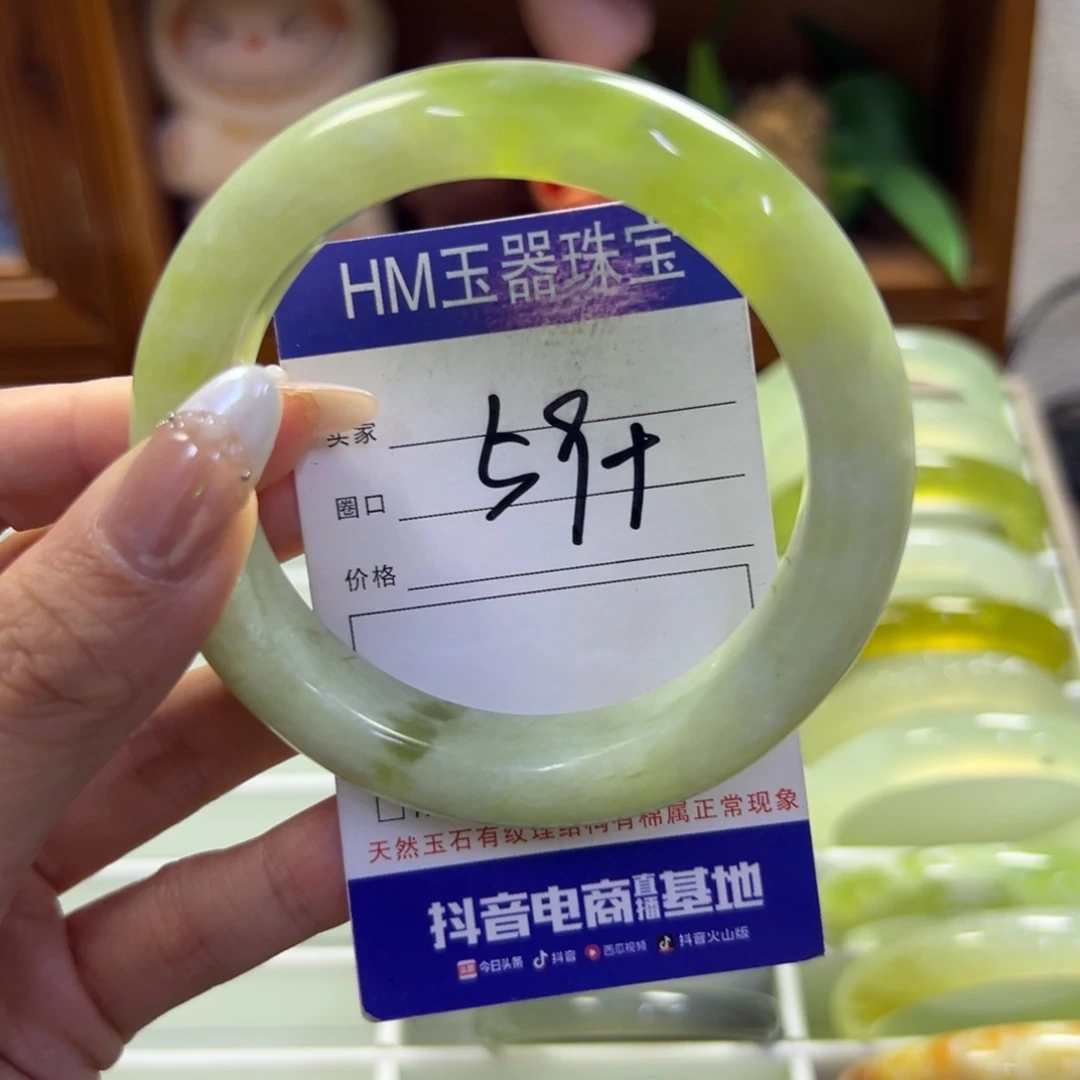 HM玉器珠宝
买家
59+
圈口
价格
天然玉石有纹理结构有棉属正常现象
抖音电商直播基地
今日头条 抖音 西瓜视频 抖音火山版